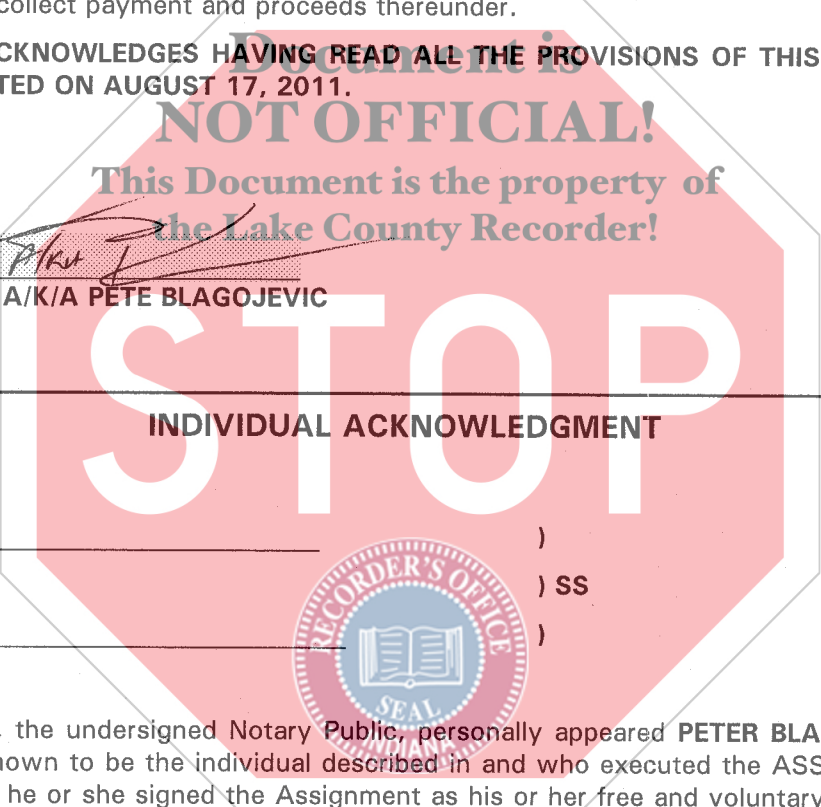 collect payment and proceeds thereunder.
CKNOWLEDGES HAVING READ ALL THE PROVISIONS OF THIS
TED ON AUGUST 17, 2011.
Document is
NOT OFFICIAL!
This Document is the property of
the Lake County Recorder!
A/K/A PETE BLAGOJEVIC
STOP
INDIVIDUAL ACKNOWLEDGMENT
)
) SS
)
RECORDER'S OFFICE
SEAL
INDIANA
, the undersigned Notary Public, personally appeared PETER BLA
nown to be the individual described in and who executed the ASS
he or she signed the Assignment as his or her free and voluntary